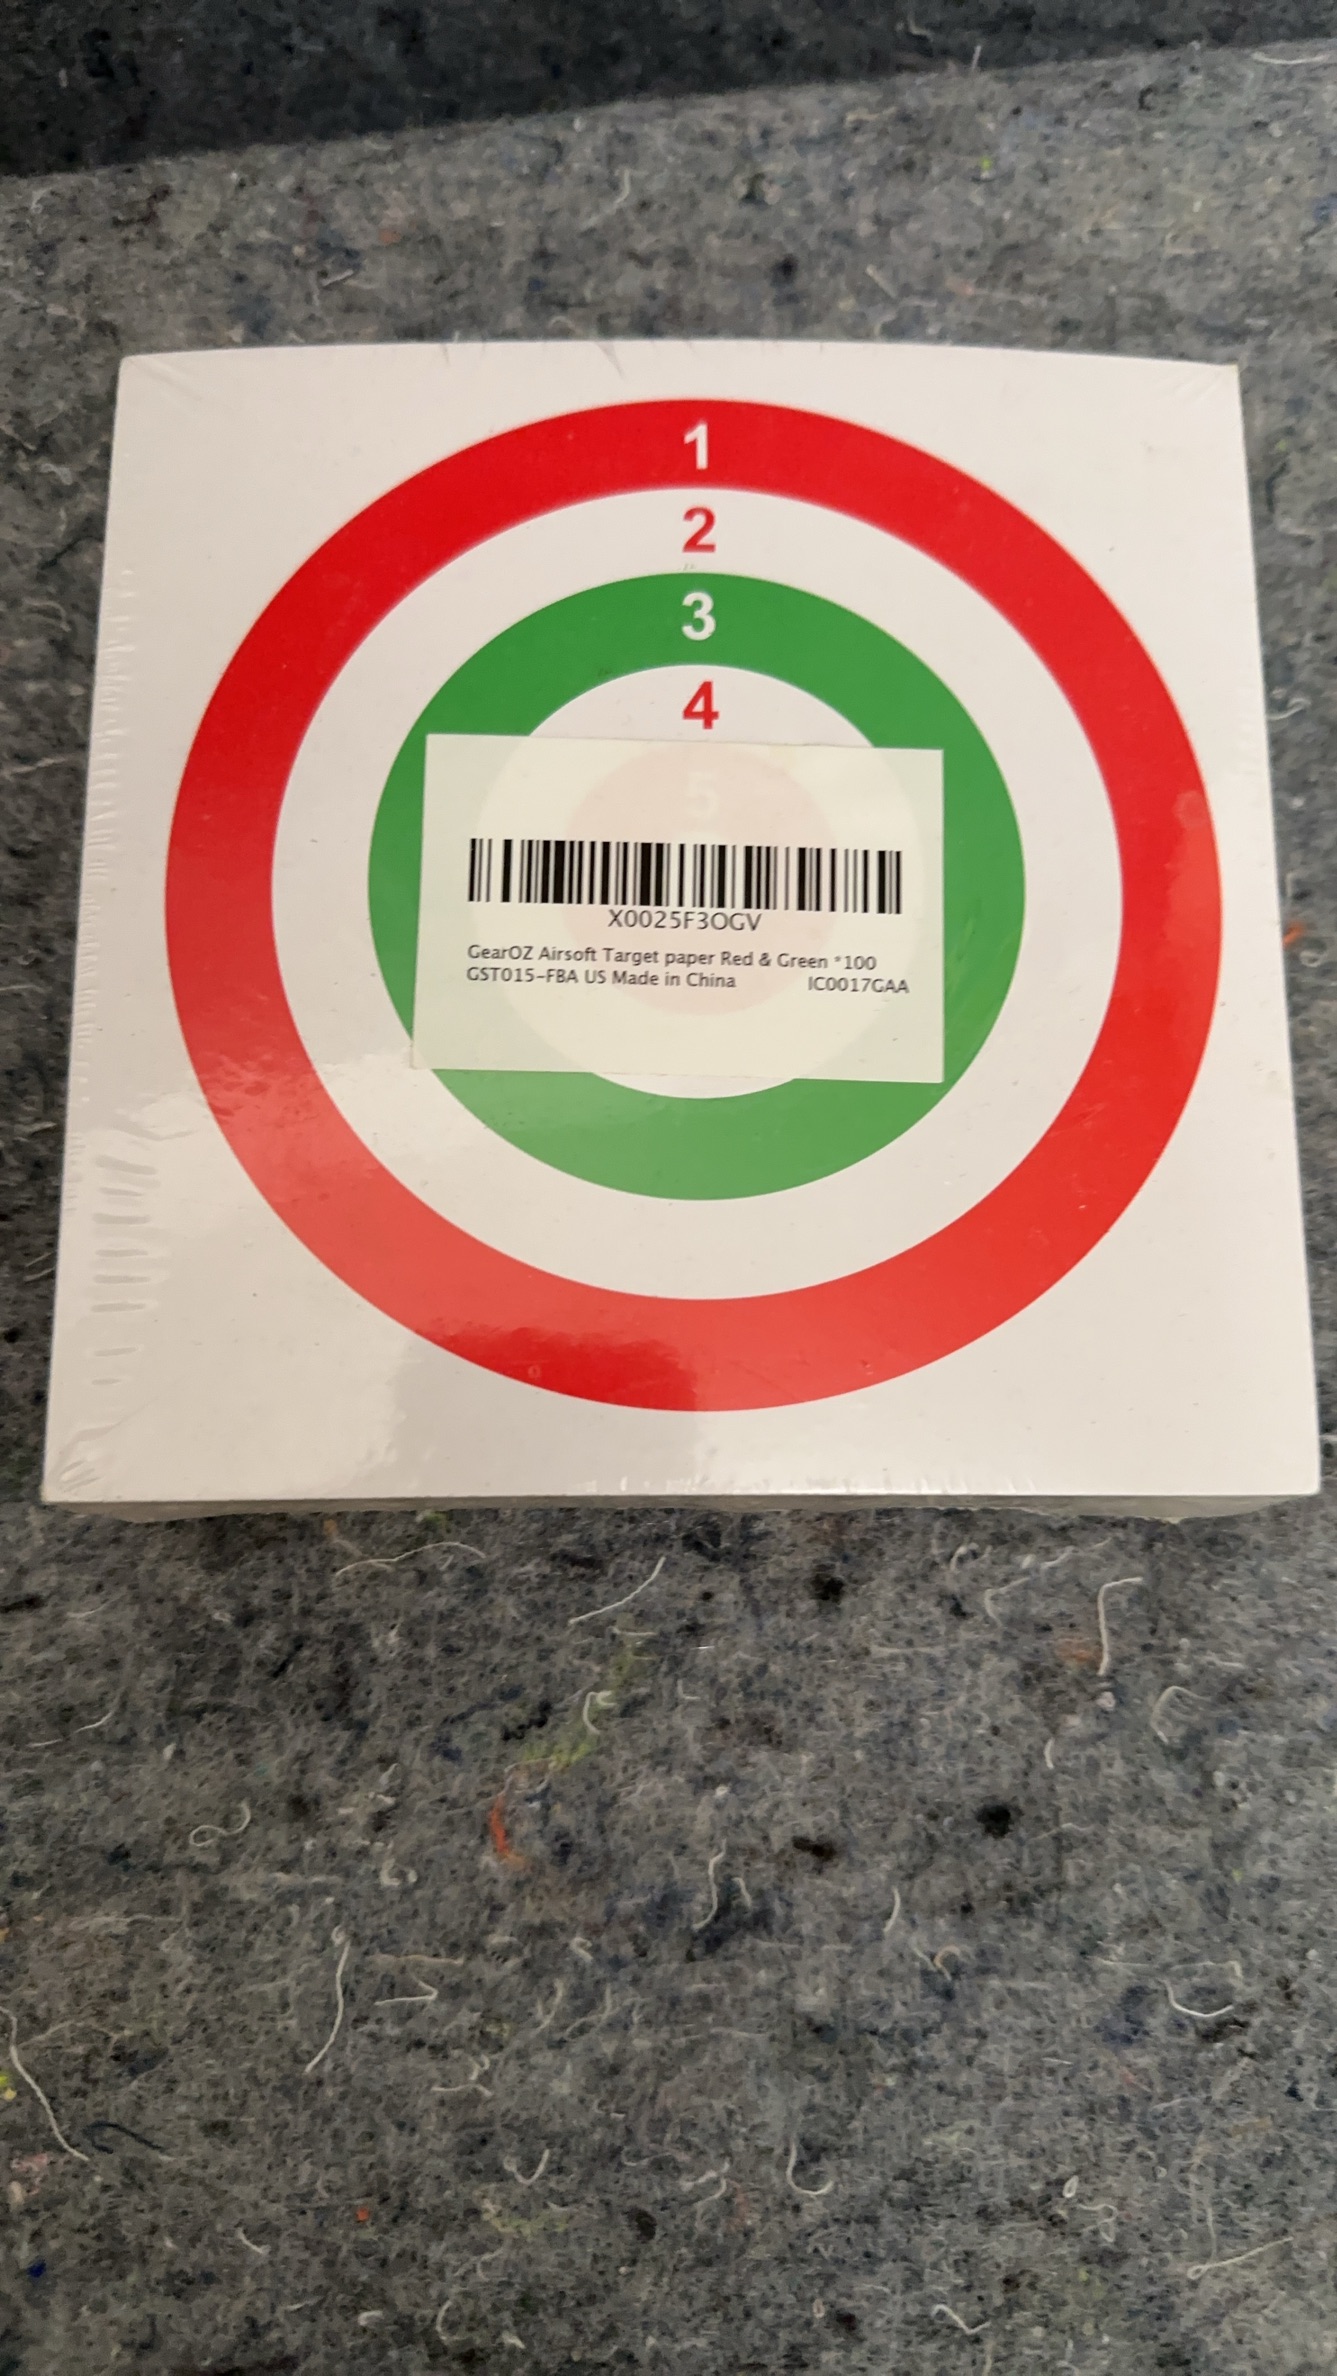 1
2
3
4
5
X0025F3OGV
GearOZ Airsoft Target paper Red & Green *100
GST015-FBA US Made in China IC0017GAA